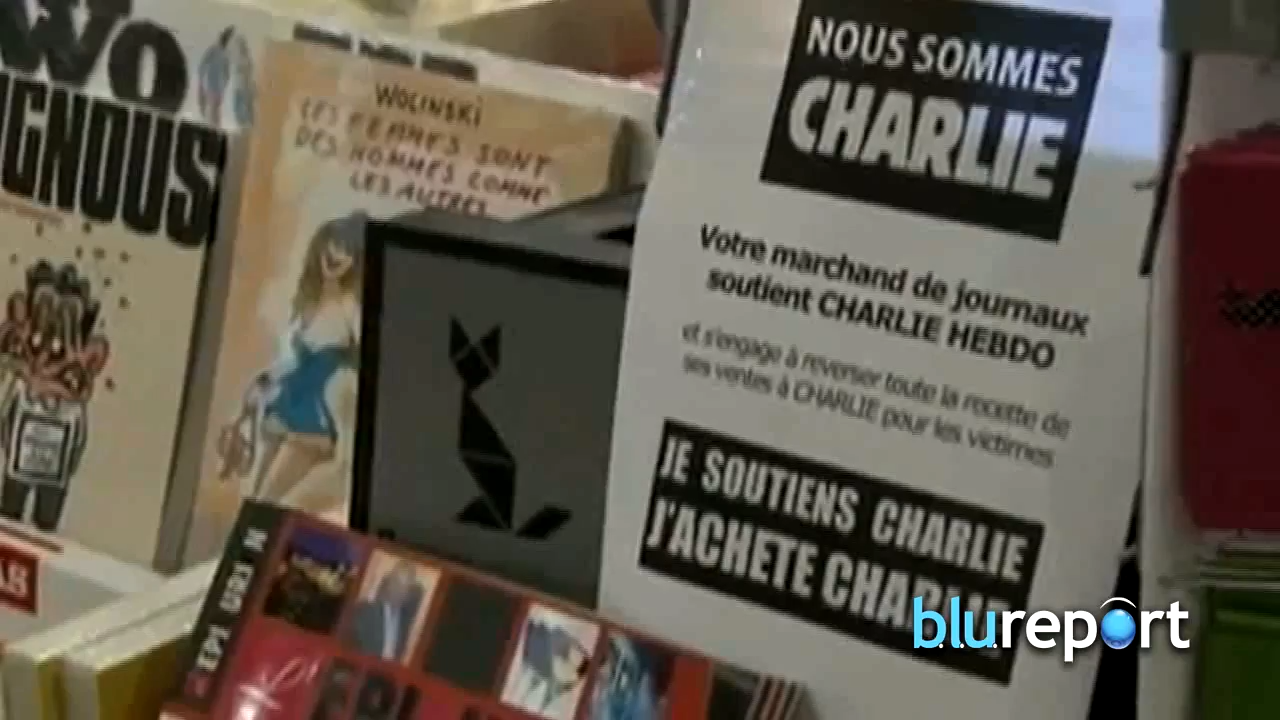 WO
IGNOUS
WOLINSKI
LES FEMMES SONT
DES HOMMES COMME
LES AUTRES
NOUS SOMMES
CHARLIE
Votre marchand de journaux
soutient CHARLIE HEBDO
et s'engage à reverser toute la recette de
ses ventes à CHARLIE pour les victimes
JE SOUTIENS CHARLIE
J'ACHETE CHARLIE
blureport